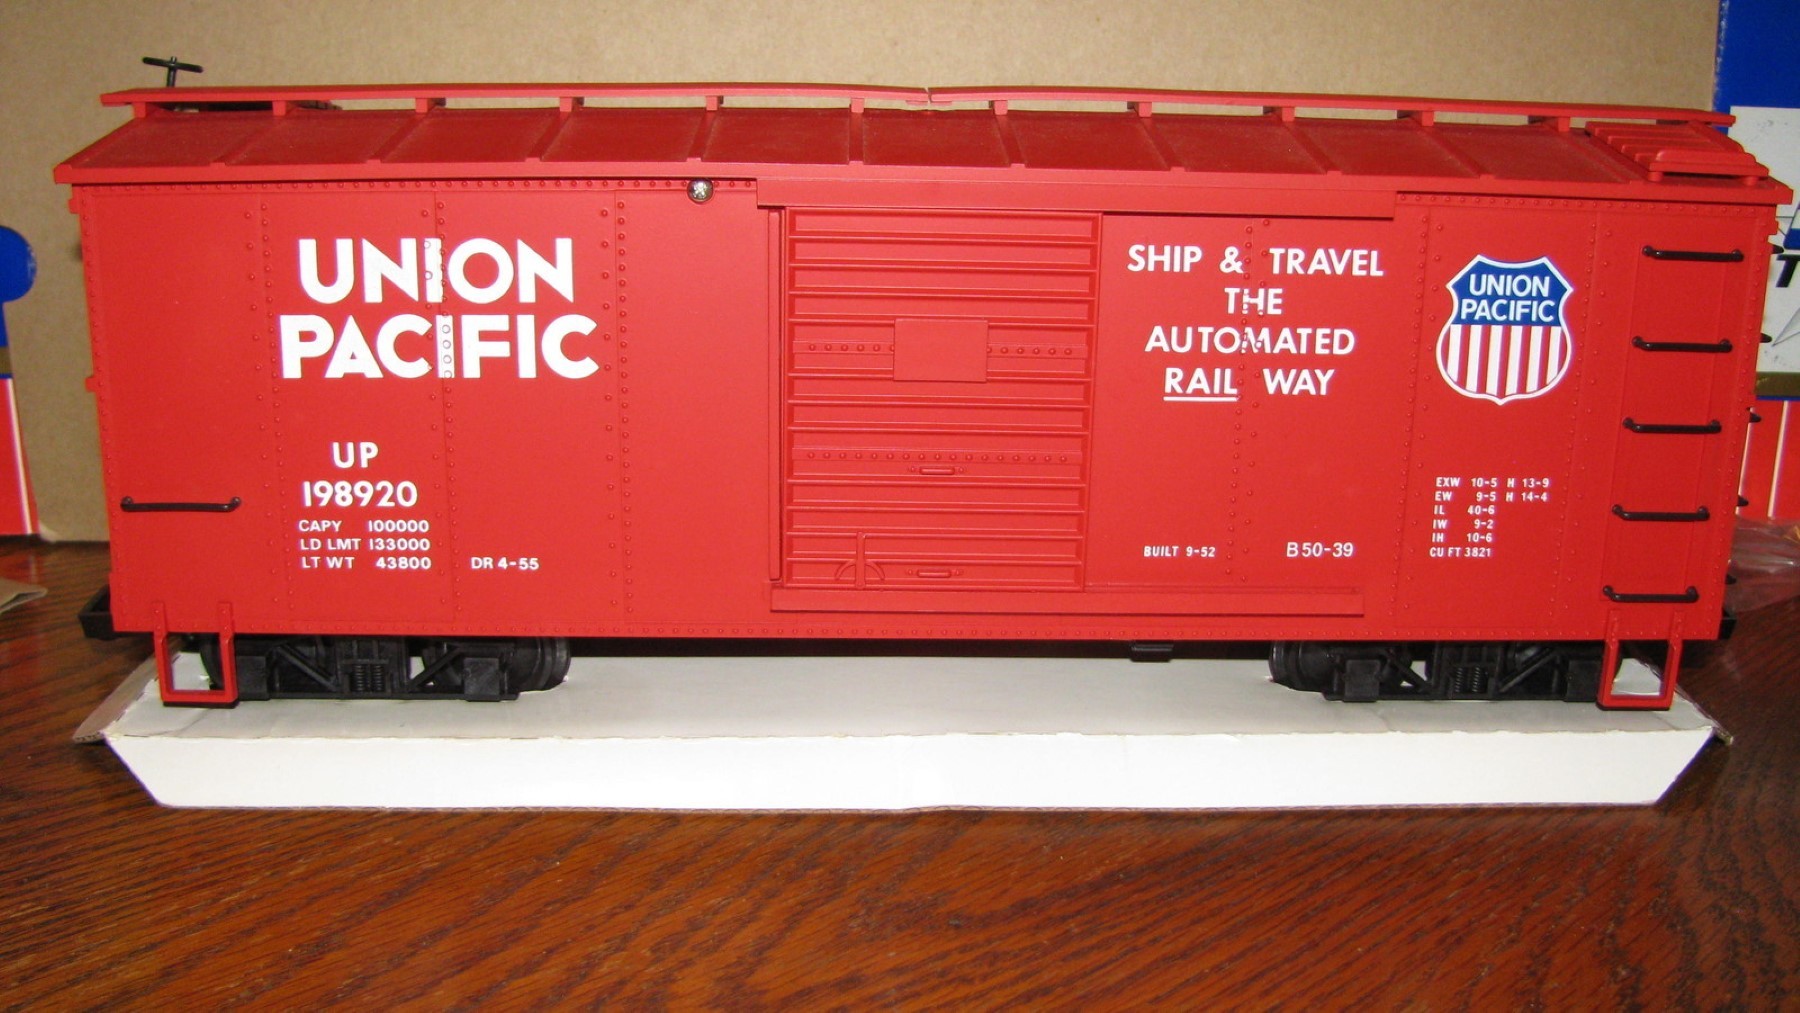 UNION
PACIFIC
UP
198920
CAPY 100000
LD LMT 133000
LT WT 43800 DR 4-55
SHIP & TRAVEL
THE
AUTOMATED
RAIL WAY
BUILT 9-52 B50-39
UNION
PACIFIC
EXW 10-5 H 13-9
EW 9-5 H 14-4
IL 40-6
IW 9-2
IH 10-6
CU FT 3821